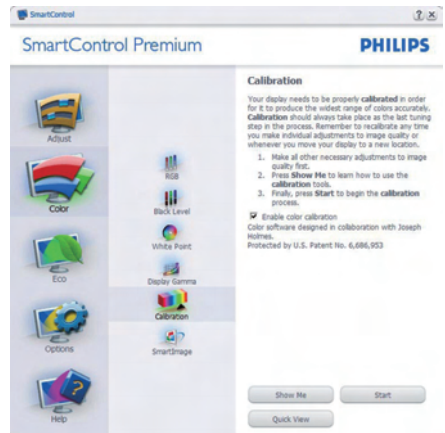 SmartControl
SmartControl Premium
PHILIPS
Adjust
Color
Eco
Options
Help
RGB
Black Level
White Point
Display Gamma
Calibration
SmartImage
Calibration
Your display needs to be properly calibrated in order
for it to produce the widest range of colors accurately.
Calibration should always take place as the last tuning
step in the process. Remember to recalibrate any time
you make individual adjustments to image quality or
whenever you move your display to a new location.
1. Make all other necessary adjustments to image
quality first.
2. Press Show Me to learn how to use the
calibration tools.
3. Finally, press Start to begin the calibration
process.
Enable color calibration
Color software designed in collaboration with Joseph
Holmes.
Protected by U.S. Patent No. 6,686,953
Show Me
Start
Quick View